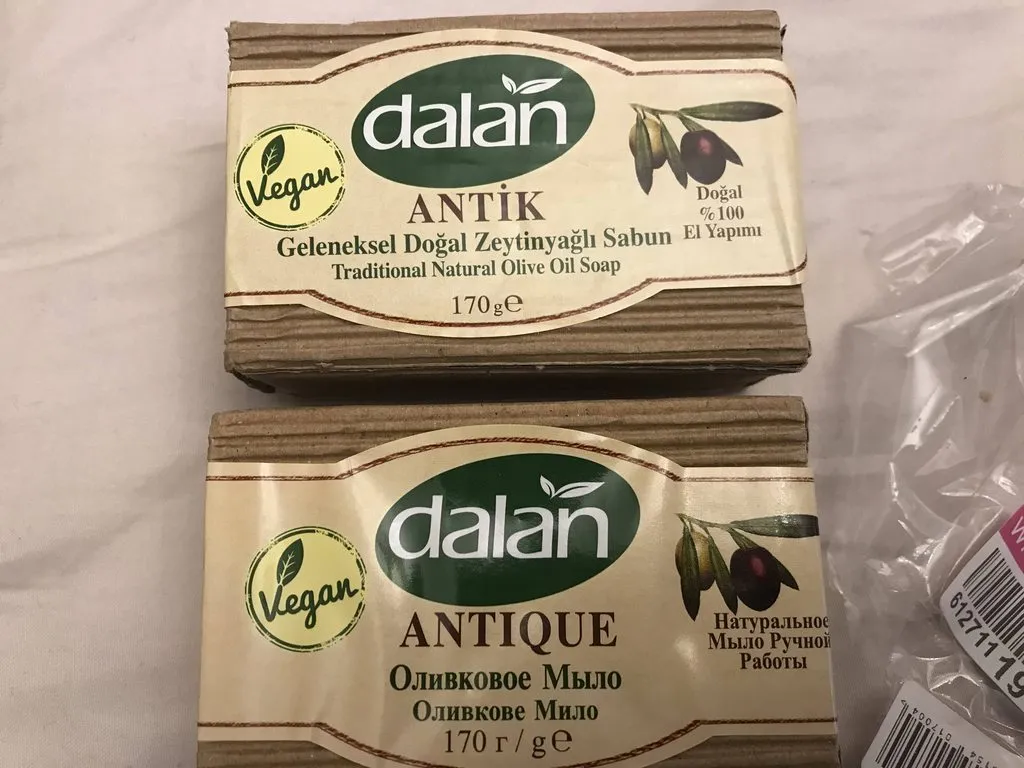 dalan
Vegan
ANTİK
Geleneksel Doğal Zeytinyağlı Sabun
Traditional Natural Olive Oil Soap
170 g e
Doğal
%100
El Yapımı
dalan
Vegan
ANTIQUE
Оливковое Мыло
Оливкове Мило
170 г / g e
Натуральное
Мыло Ручной
Работы